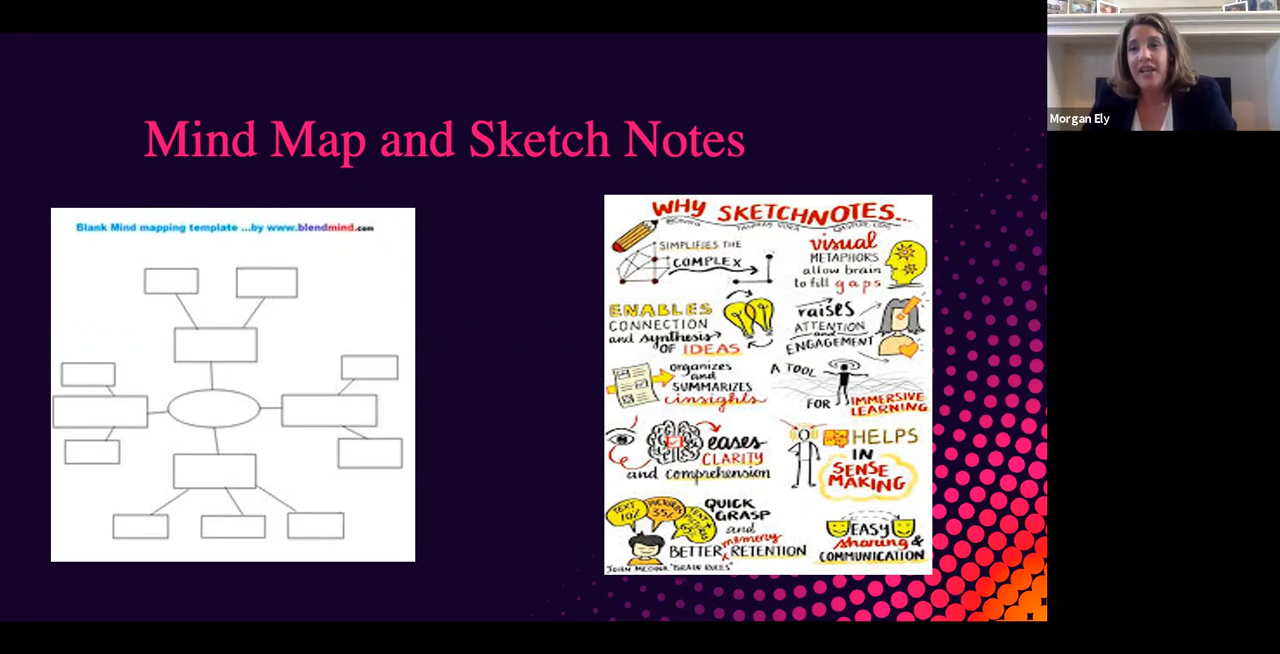 Mind Map and Sketch Notes
Morgan Ely
Blank Mind mapping template ...by www.blendmind.com
WHY SKETCHNOTES...
SIMPLIFIES THE
COMPLEX
visual
METAPHORS
allow brain
to fill gaps
ENABLES
CONNECTION
and synthesis
OF IDEAS
raises
ATTENTION
and
ENGAGEMENT
organizes
and
SUMMARIZES
insights
A TOOL
FOR IMMERSIVE
LEARNING
eases
CLARITY
and comprehension
HELPS
IN
SENSE
MAKING
TEXT
10%
35%
QUICK
GRASP
and
memory
BETTER RETENTION
JOHN MEDINA "BRAIN RULES"
EASY
sharing &
COMMUNICATION